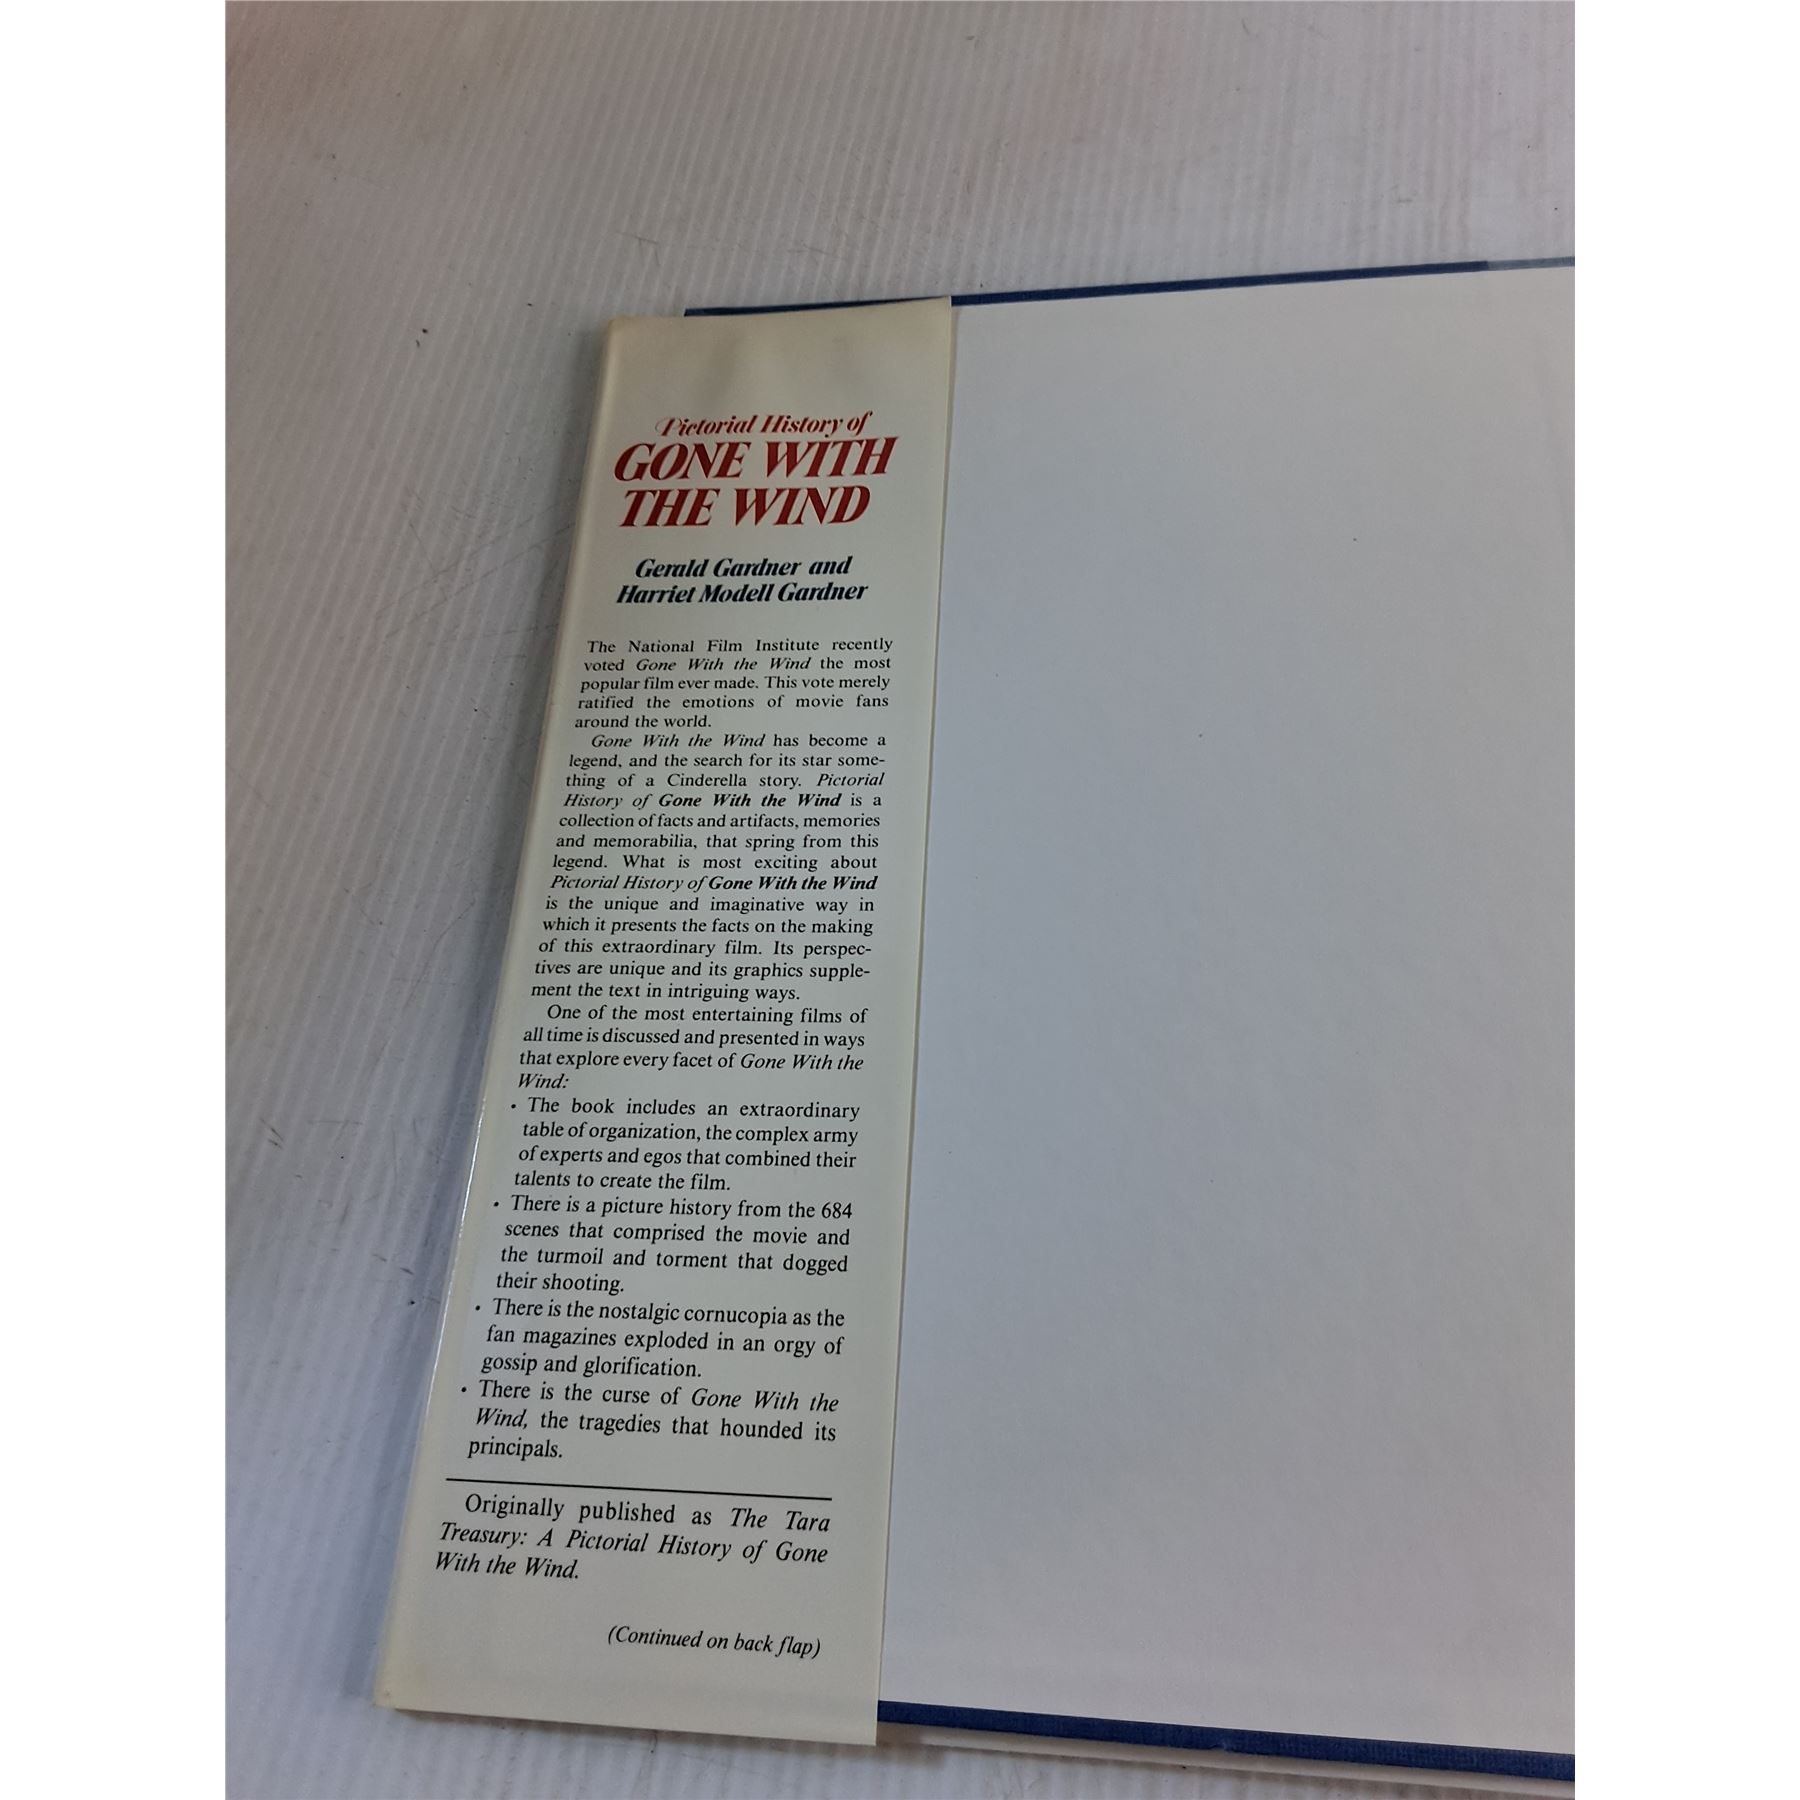 Pictorial History of
GONE WITH
THE WIND
Gerald Gardner and
Harriet Modell Gardner
The National Film Institute recently
voted Gone With the Wind the most
popular film ever made. This vote merely
ratified the emotions of movie fans
around the world.
Gone With the Wind has become a
legend, and the search for its star some-
thing of a Cinderella story. Pictorial
History of Gone With the Wind is a
collection of facts and artifacts, memories
and memorabilia, that spring from this
legend. What is most exciting about
Pictorial History of Gone With the Wind
is the unique and imaginative way in
which it presents the facts on the making
of this extraordinary film. Its perspec-
tives are unique and its graphics supple-
ment the text in intriguing ways.
One of the most entertaining films of
all time is discussed and presented in ways
that explore every facet of Gone With the
Wind:
• The book includes an extraordinary
table of organization, the complex army
of experts and egos that combined their
talents to create the film.
• There is a picture history from the 684
scenes that comprised the movie and
the turmoil and torment that dogged
their shooting.
• There is the nostalgic cornucopia as the
fan magazines exploded in an orgy of
gossip and glorification.
• There is the curse of Gone With the
Wind, the tragedies that hounded its
principals.
Originally published as The Tara
Treasury: A Pictorial History of Gone
With the Wind.
(Continued on back flap)